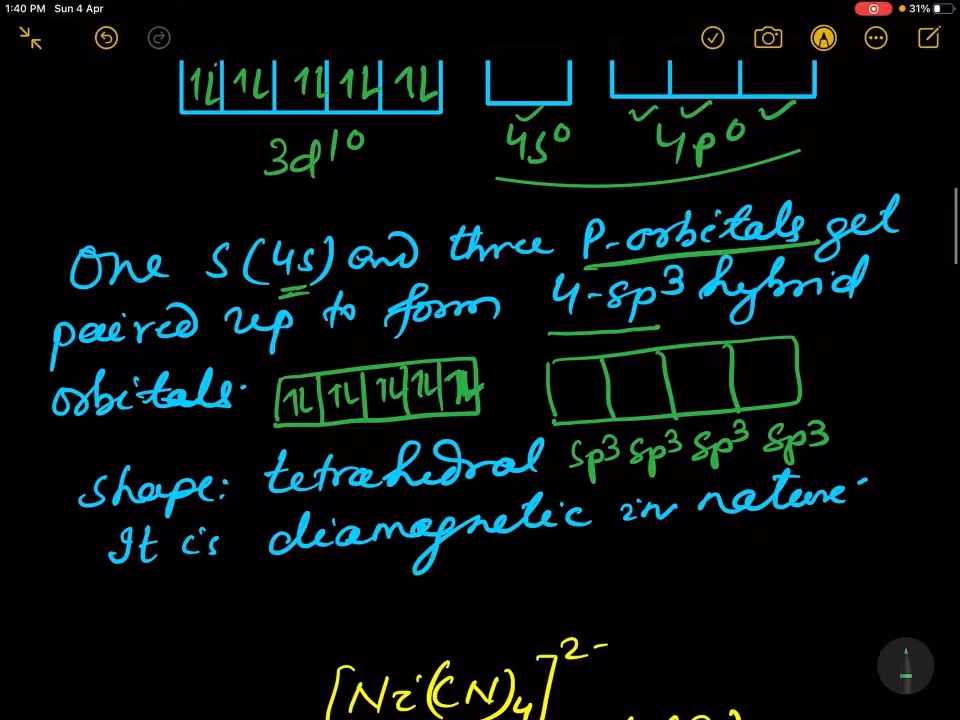 1:40 PM Sun 4 Apr 31%
1L 1L 1L 1L 1L
3d10 4s0 4p0
One s(4s) and three P-orbitals get
paired up to form 4-sp3 hybrid
orbitals. 1L 1L 1L 1L 1L
sp3 sp3 sp3 sp3
shape: tetrahedral
It is diamagnetic in nature.
[Ni(CN)4]2-